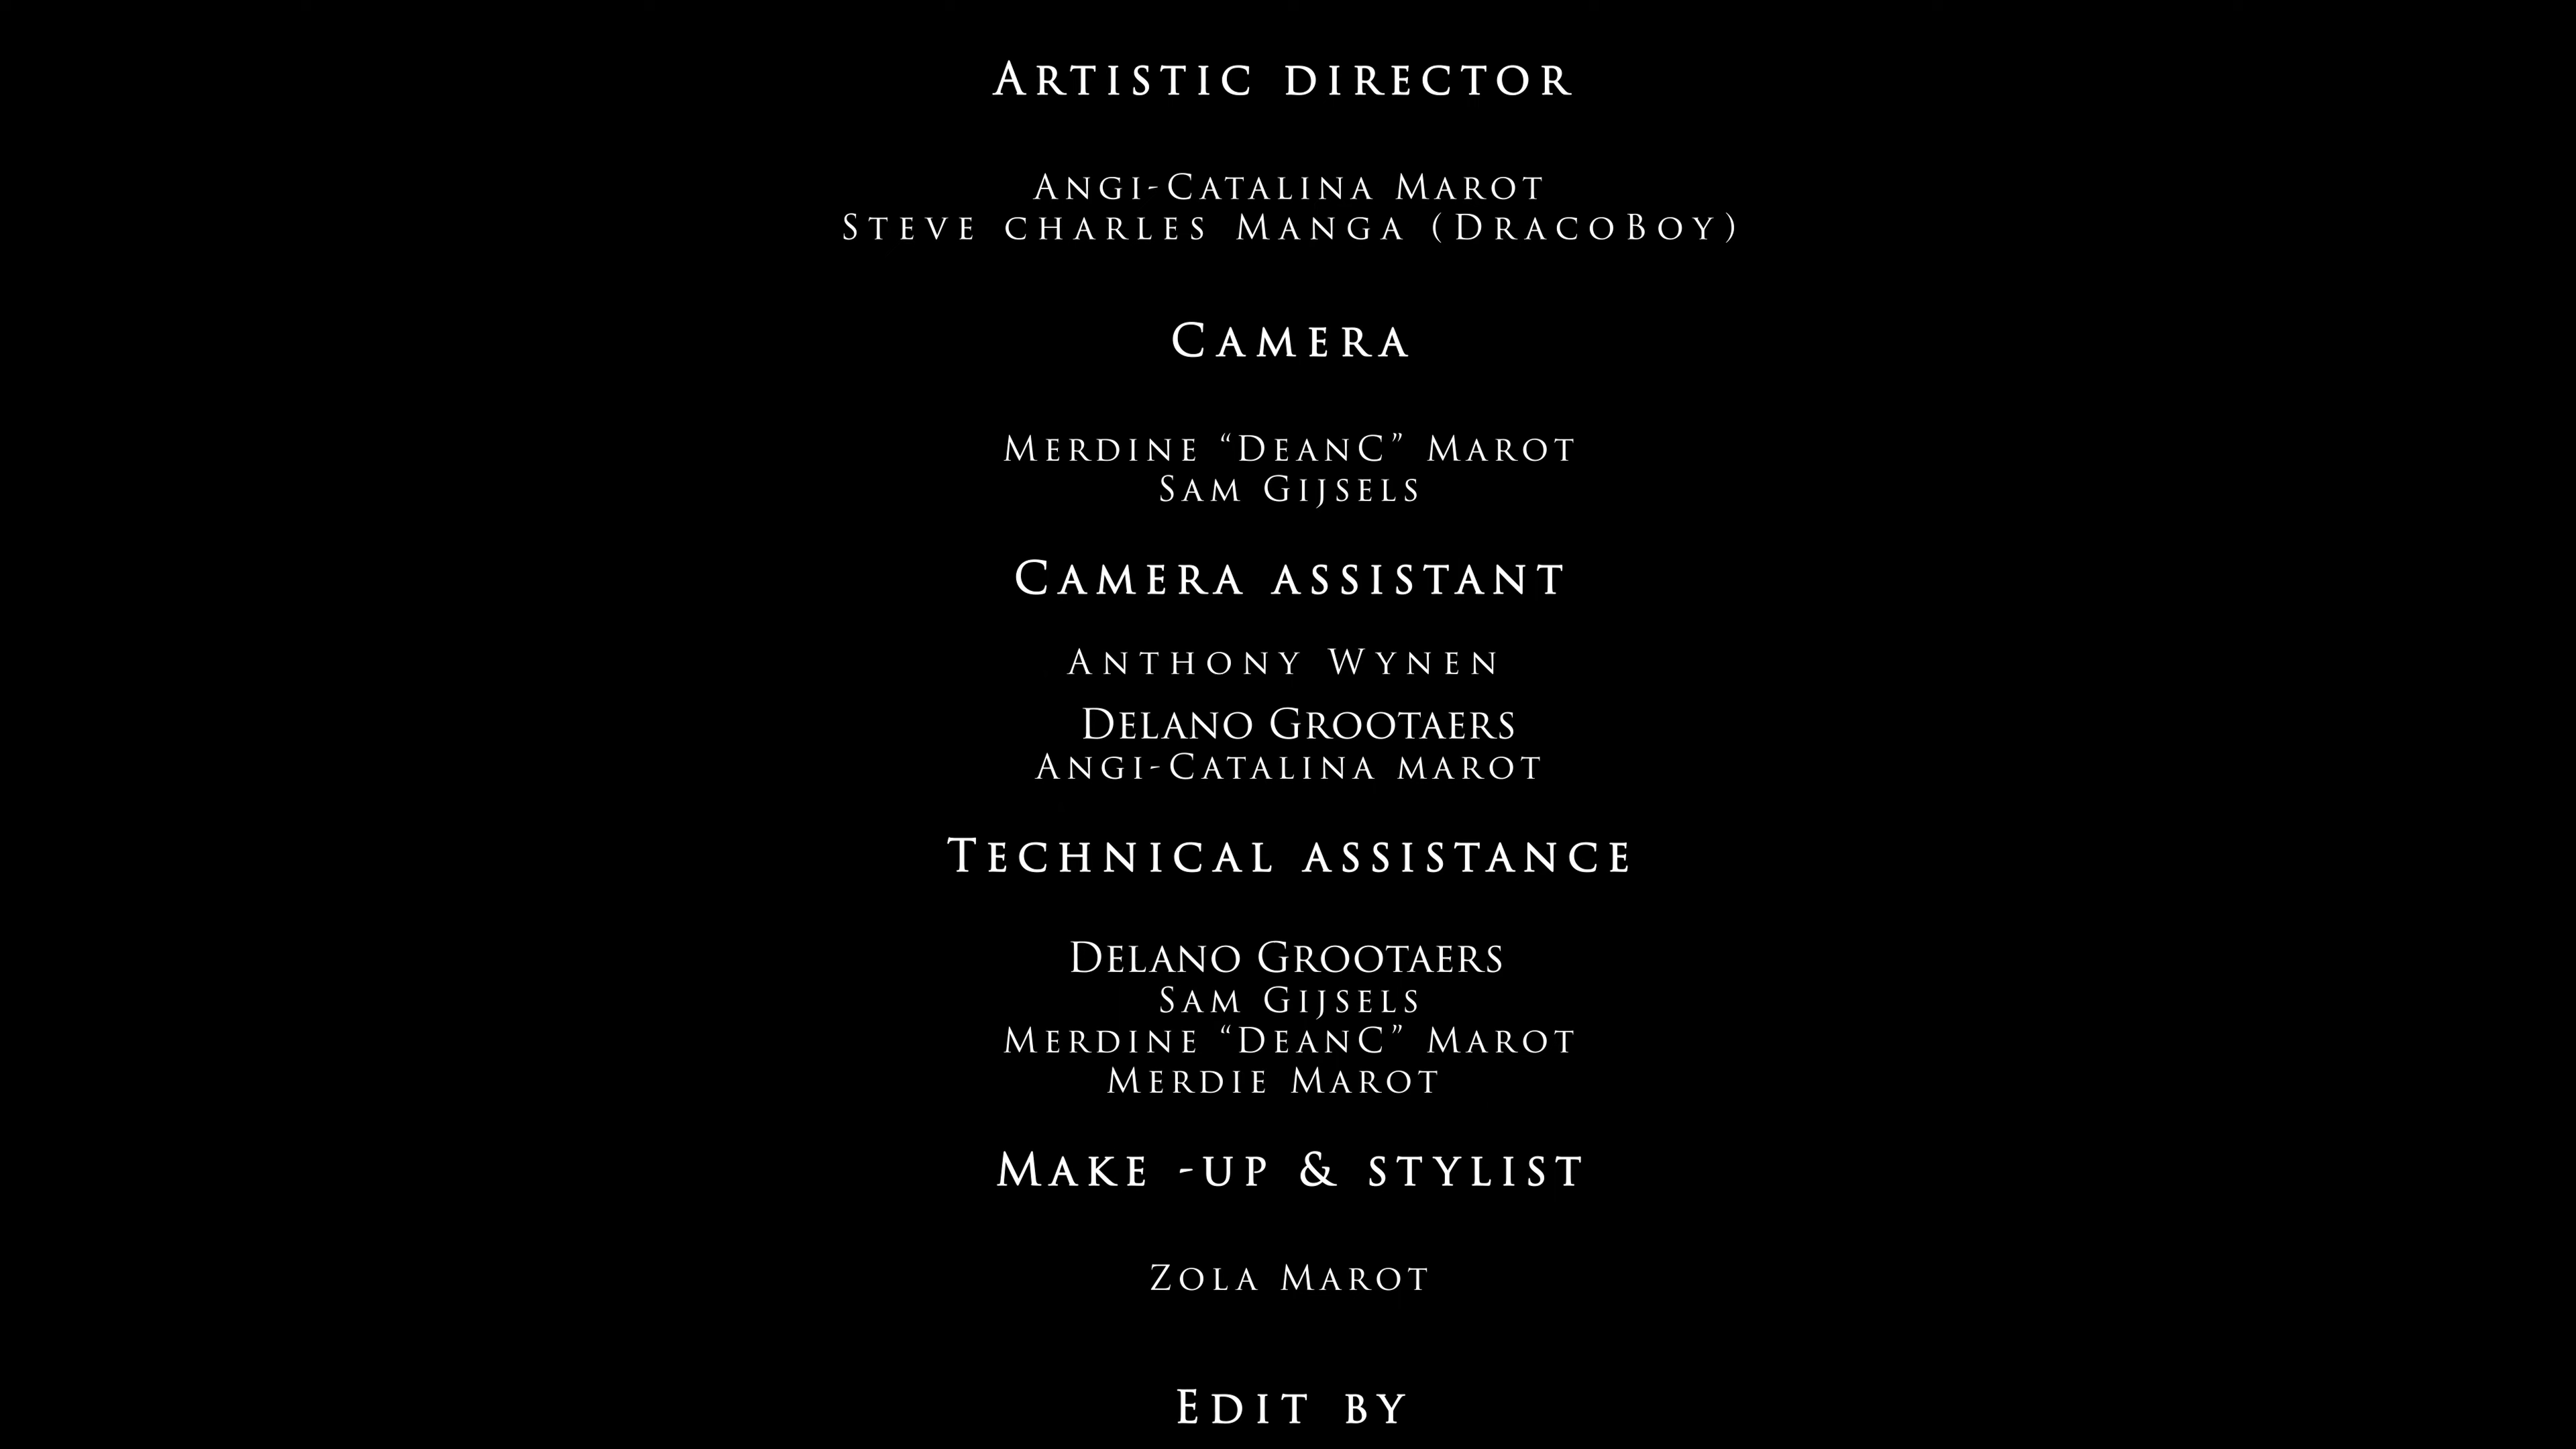 Artistic director
Angi-Catalina Marot
Steve charles Manga (DracoBoy)
Camera
Merdine “DeanC” Marot
Sam Gijsels
Camera assistant
Anthony Wynen
Delano Grootaers
Angi-Catalina marot
Technical assistance
Delano Grootaers
Sam Gijsels
Merdine “DeanC” Marot
Merdie Marot
Make -up & stylist
Zola Marot
Edit by